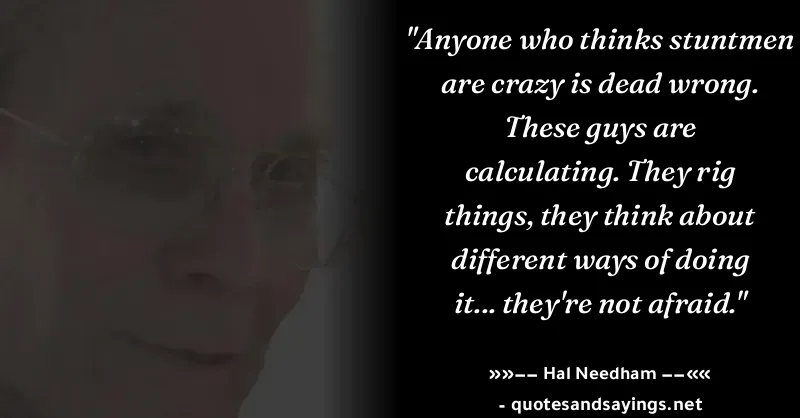 "Anyone who thinks stuntmen
are crazy is dead wrong.
These guys are
calculating. They rig
things, they think about
different ways of doing
it... they're not afraid."
»»−− Hal Needham −−««
- quotesandsayings.net